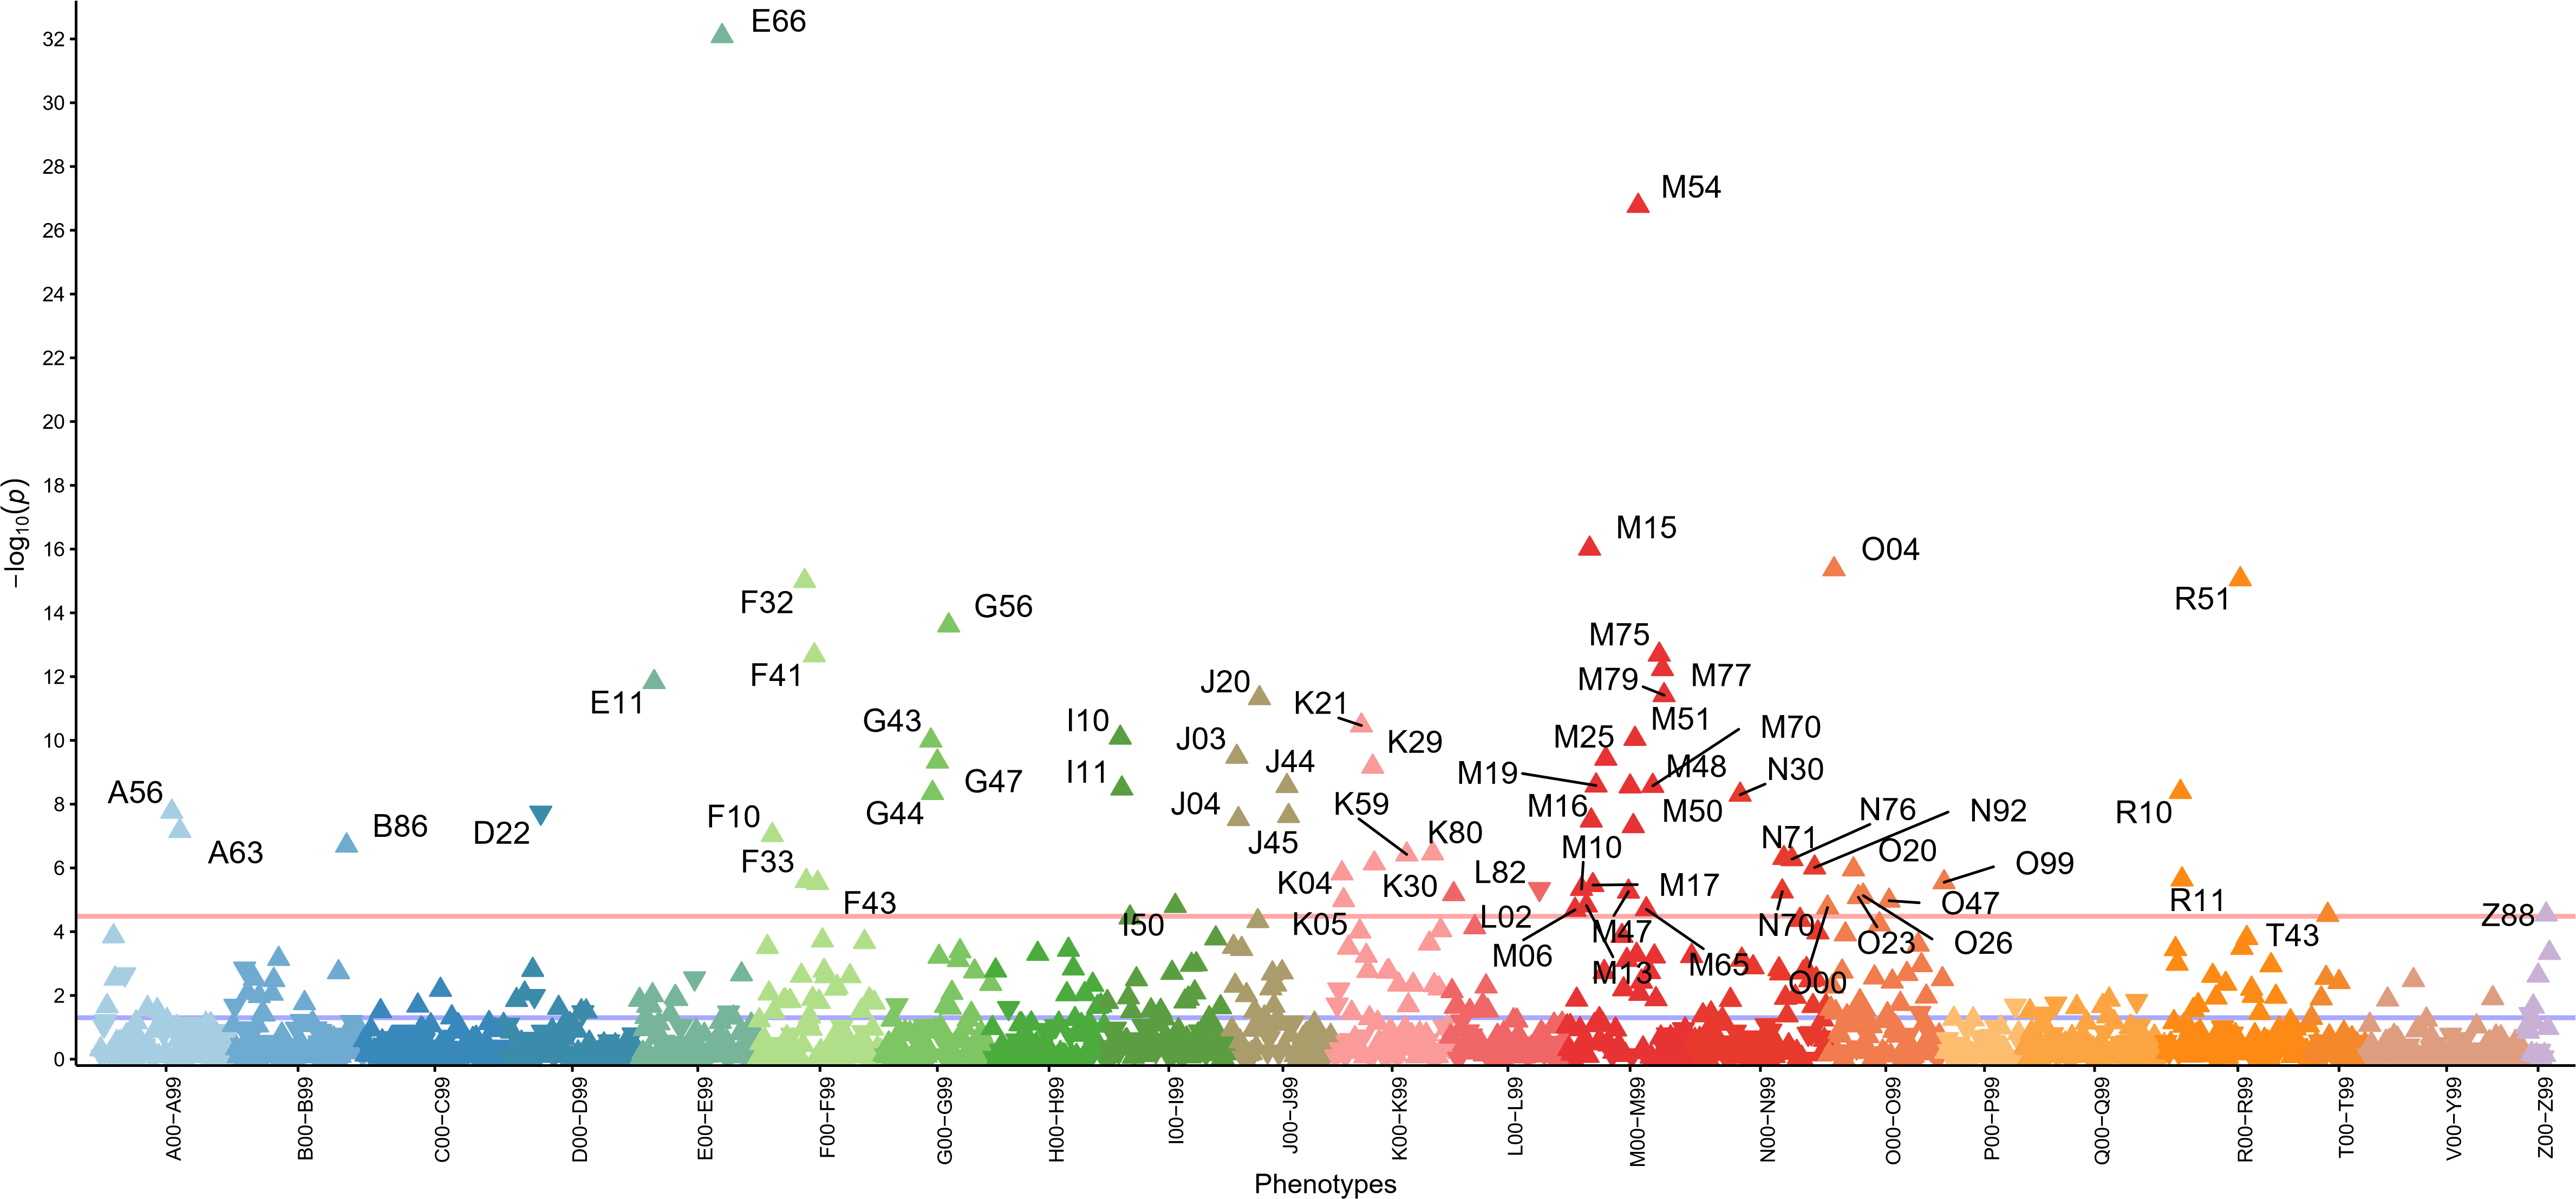 E66
32
30
28
M54
26
24
22
20
18
M15
16
O04
F32
R51
14
G56
M75
F41
12
M79
M77
E11
J20
K21
G43
I10
M51
M70
10
J03
M25
K29
G47
I11
J44
M19
M48
N30
A56
8
G44
J04
K59
M16
M50
R10
B86
D22
F10
N76
N92
A63
J45
K80
N71
M10
O20
6
F33
K04
K30
L82
M17
O99
F43
O47
R11
I50
K05
L02
M47
N70
Z88
4
M06
M13
M65
O23
O26
T43
O00
2
0
−log10(p)
A00−A99
B00−B99
C00−C99
D00−D99
E00−E99
F00−F99
G00−G99
H00−H99
I00−I99
J00−J99
K00−K99
L00−L99
M00−M99
N00−N99
O00−O99
P00−P99
Q00−Q99
R00−R99
T00−T99
V00−Y99
Z00−Z99
Phenotypes